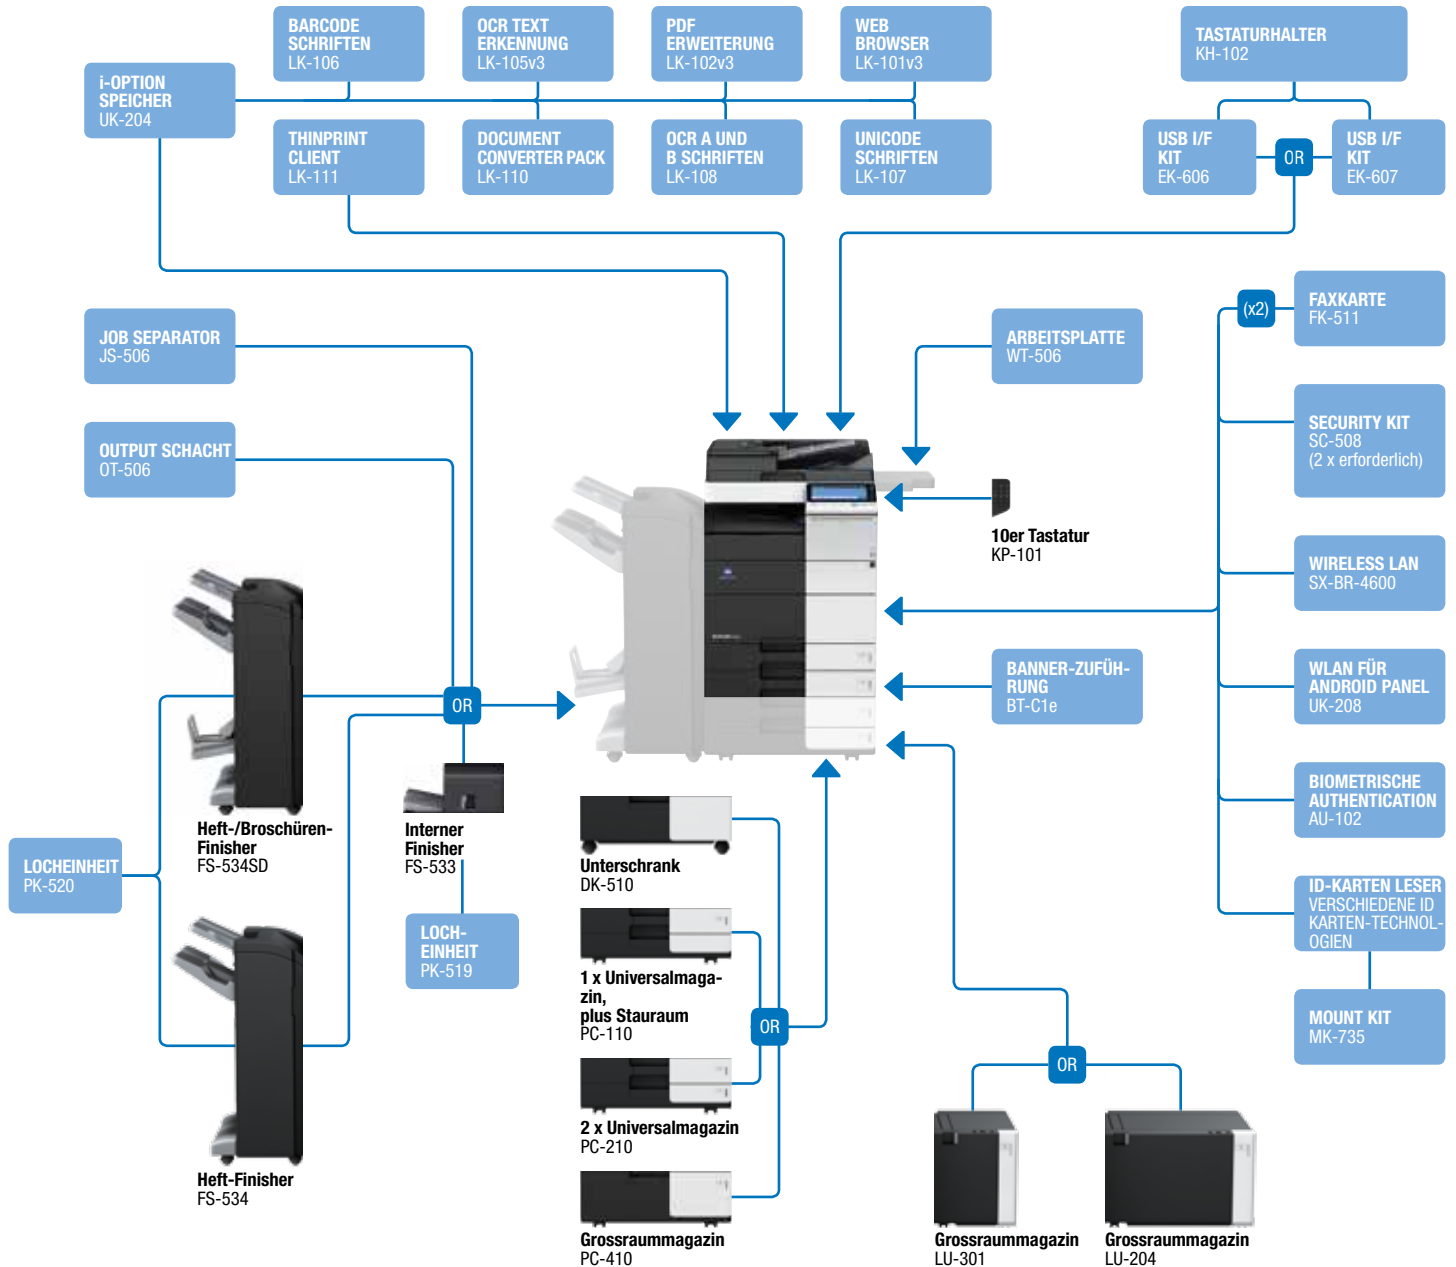 BARCODE
SCHRIFTEN
LK-106
OCR TEXT
ERKENNUNG
LK-105v3
PDF
ERWEITERUNG
LK-102v3
WEB
BROWSER
LK-101v3
TASTATURHALTER
KH-102
i-OPTION
SPEICHER
UK-204
THINPRINT
CLIENT
LK-111
DOCUMENT
CONVERTER PACK
LK-110
OCR A UND
B SCHRIFTEN
LK-108
UNICODE
SCHRIFTEN
LK-107
USB I/F
KIT
EK-606
OR
USB I/F
KIT
EK-607
JOB SEPARATOR
JS-506
ARBEITSPLATTE
WT-506
(x2)
FAXKARTE
FK-511
OUTPUT SCHACHT
OT-506
SECURITY KIT
SC-508
(2 x erforderlich)
10er Tastatur
KP-101
WIRELESS LAN
SX-BR-4600
OR
BANNER-ZUFÜH-
RUNG
BT-C1e
WLAN FÜR
ANDROID PANEL
UK-208
BIOMETRISCHE
AUTHENTICATION
AU-102
Heft-/Broschüren-
Finisher
FS-534SD
Interner
Finisher
FS-533
LOCHEINHEIT
PK-520
Unterschrank
DK-510
ID-KARTEN LESER
VERSCHIEDENE ID
KARTEN-TECHNOL-
OGIEN
LOCH-
EINHEIT
PK-519
1 x Universalmaga-
zin,
plus Stauraum
PC-110
OR
MOUNT KIT
MK-735
OR
2 x Universalmagazin
PC-210
Heft-Finisher
FS-534
Grossraummagazin
PC-410
Grossraummagazin
LU-301
Grossraummagazin
LU-204